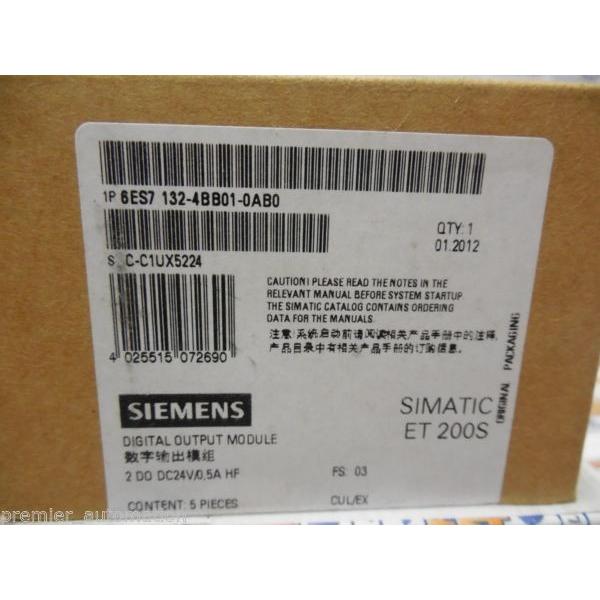 1P 6ES7 132-4BB01-0AB0
QTY: 1
01.2012
S C-C1UX5224
CAUTION! PLEASE READ THE NOTES IN THE
RELEVANT MANUAL BEFORE SYSTEM STARTUP.
THE SIMATIC CATALOG CONTAINS ORDERING
DATA FOR THE MANUALS.
注意!系统启动前请阅读相关产品手册中的注释,
产品目录中有相关产品手册的订购信息.
4 025515 072690
ORIGINAL PACKAGING
SIEMENS
SIMATIC
ET 200S
DIGITAL OUTPUT MODULE
数字输出模组
2 DO DC24V/0,5A HF
FS: 03
CONTENT: 5 PIECES
CUL/EX
premier_automation